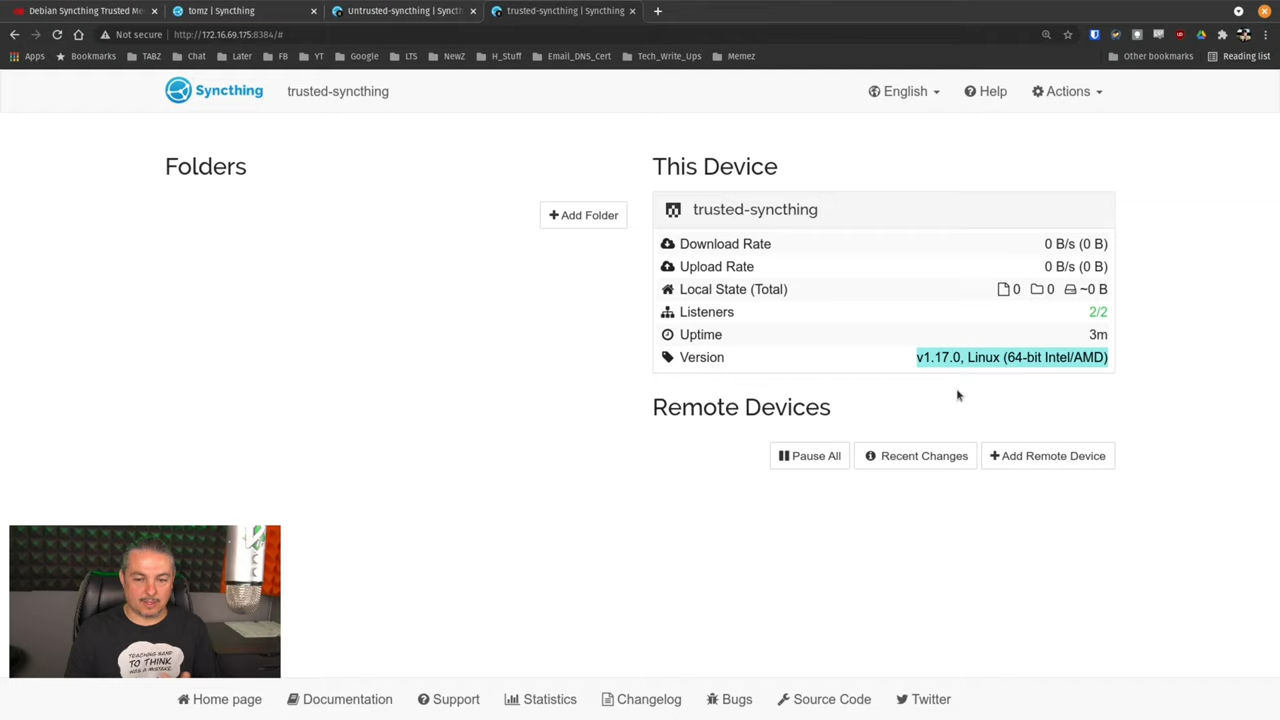 Debian Syncthing Trusted Me
tomz | Syncthing
Untrusted-syncthing | Syncth
trusted-syncthing | Syncthing
Not secure
http://172.16.69.175:8384/#
Apps
Bookmarks
TABZ
Chat
Later
FB
YT
Google
LTS
NewZ
H_Stuff
Email_DNS_Cert
Tech_Write_Ups
Memez
Other bookmarks
Reading list
Syncthing
trusted-syncthing
English
Help
Actions
Folders
Add Folder
This Device
trusted-syncthing
Download Rate 0 B/s (0 B)
Upload Rate 0 B/s (0 B)
Local State (Total) 0 0 ~0 B
Listeners 2/2
Uptime 3m
Version v1.17.0, Linux (64-bit Intel/AMD)
Remote Devices
Pause All
Recent Changes
Add Remote Device
TEACHING SAND
TO THINK
WAS A MISTAKE
Home page
Documentation
Support
Statistics
Changelog
Bugs
Source Code
Twitter